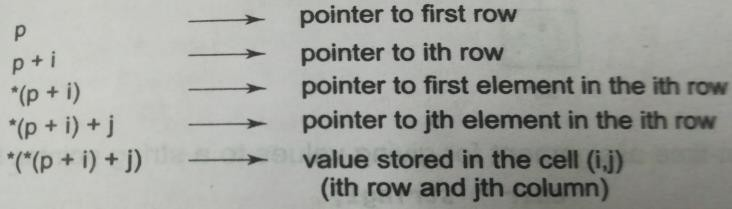 p ⟶ pointer to first row
p + i ⟶ pointer to ith row
*(p + i) ⟶ pointer to first element in the ith row
*(p + i) + j ⟶ pointer to jth element in the ith row
*(*(p + i) + j) ⟶ value stored in the cell (i,j)
(ith row and jth column)